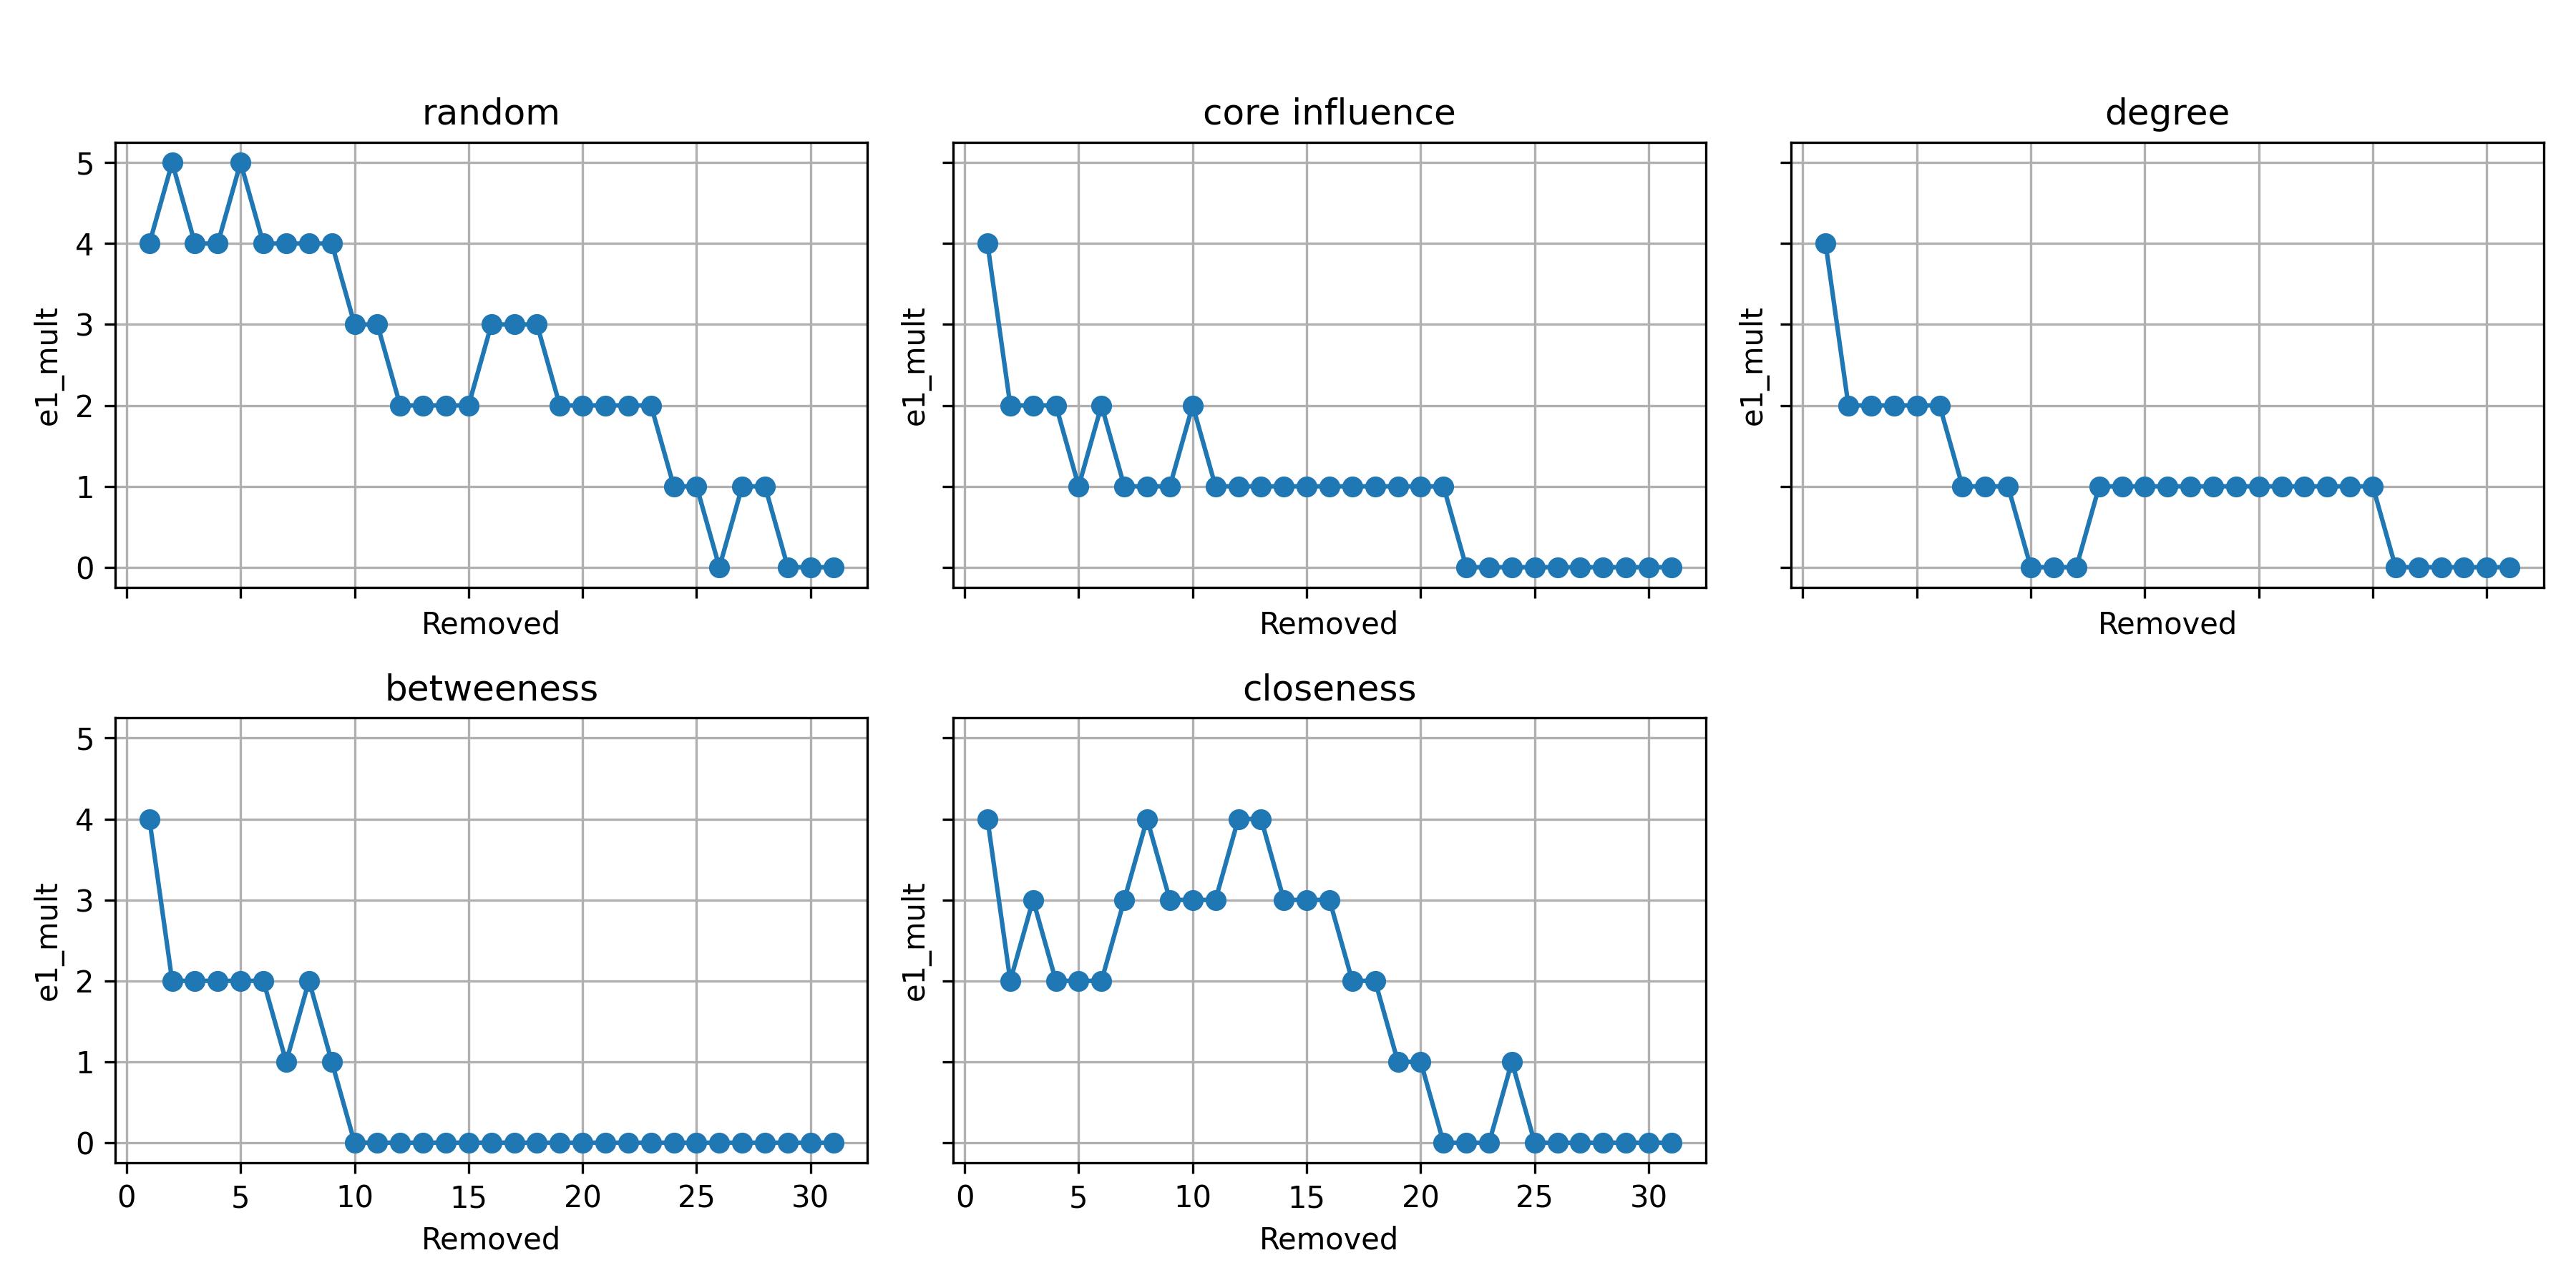 random
5
4
3
2
1
0
e1_mult
Removed
core influence
e1_mult
Removed
degree
e1_mult
Removed
betweeness
5
4
3
2
1
0
e1_mult
0 5 10 15 20 25 30
Removed
closeness
e1_mult
0 5 10 15 20 25 30
Removed